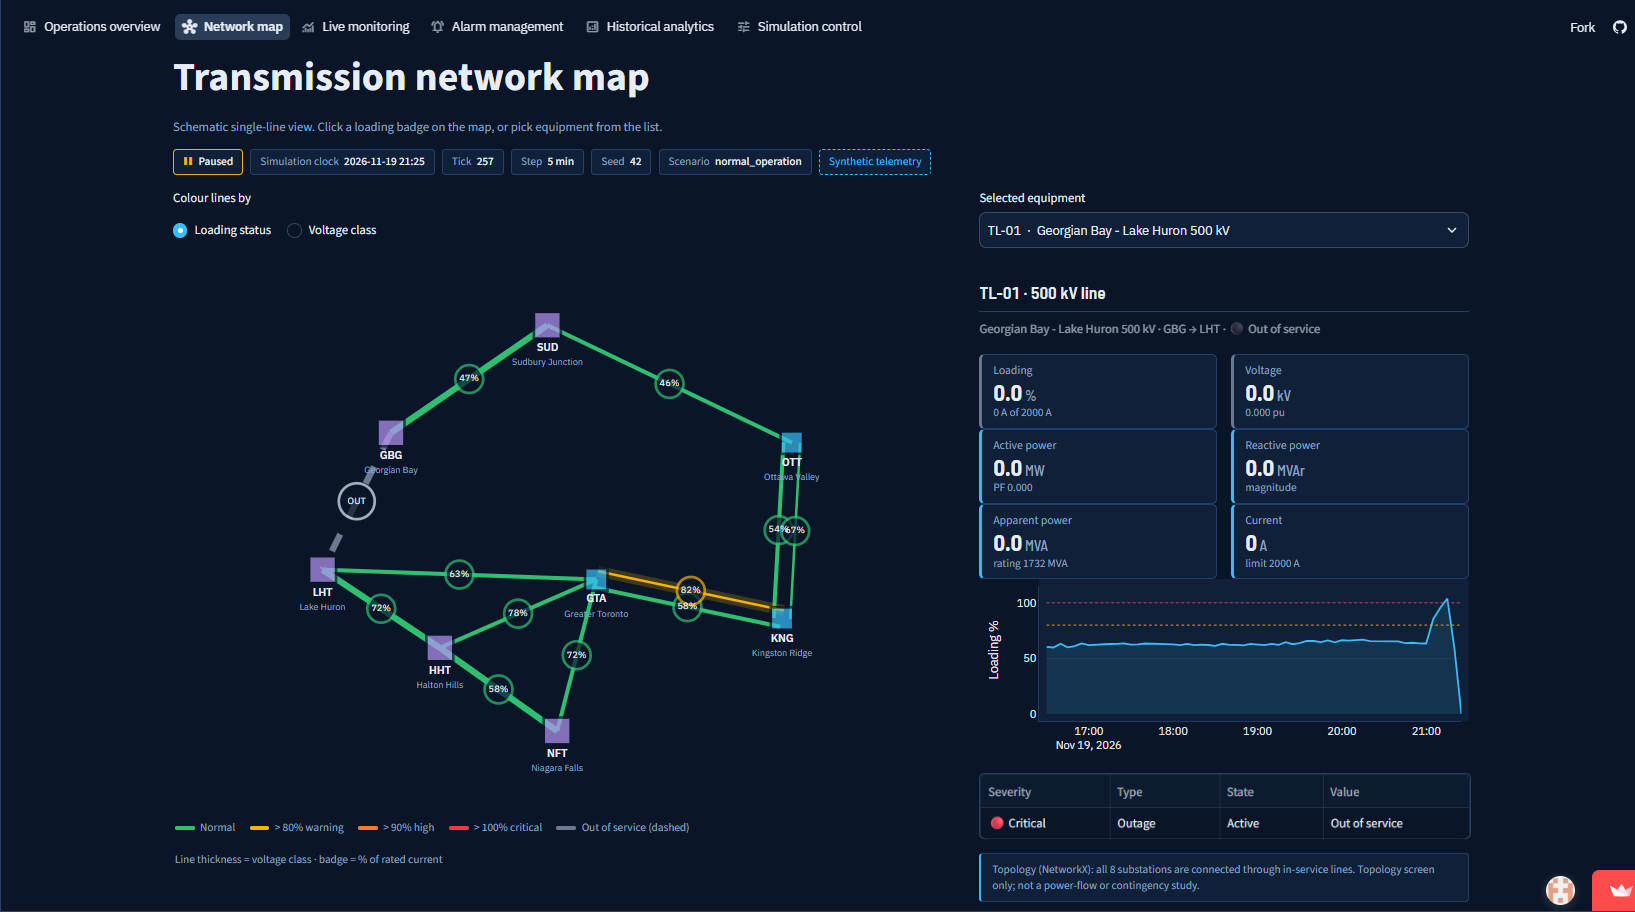 Operations overview
Network map
Live monitoring
Alarm management
Historical analytics
Simulation control
Fork
Transmission network map
Schematic single-line view. Click a loading badge on the map, or pick equipment from the list.
Paused
Simulation clock 2026-11-19 21:25
Tick 257
Step 5 min
Seed 42
Scenario normal_operation
Synthetic telemetry
Colour lines by
Loading status
Voltage class
SUD
Sudbury Junction
47%
46%
GBG
Georgian Bay
OTT
Ottawa Valley
OUT
54%
67%
LHT
Lake Huron
63%
GTA
Greater Toronto
82%
58%
72%
78%
KNG
Kingston Ridge
HHT
Halton Hills
72%
58%
NFT
Niagara Falls
Normal
> 80% warning
> 90% high
> 100% critical
Out of service (dashed)
Line thickness = voltage class · badge = % of rated current
Selected equipment
TL-01 · Georgian Bay - Lake Huron 500 kV
TL-01 · 500 kV line
Georgian Bay - Lake Huron 500 kV · GBG → LHT · Out of service
Loading
0.0 %
0 A of 2000 A
Voltage
0.0 kV
0.000 pu
Active power
0.0 MW
PF 0.000
Reactive power
0.0 MVAr
magnitude
Apparent power
0.0 MVA
rating 1732 MVA
Current
0 A
limit 2000 A
Loading %
100
50
0
17:00
18:00
19:00
20:00
21:00
Nov 19, 2026
Severity Type State Value
Critical Outage Active Out of service
Topology (NetworkX): all 8 substations are connected through in-service lines. Topology screen
only; not a power-flow or contingency study.